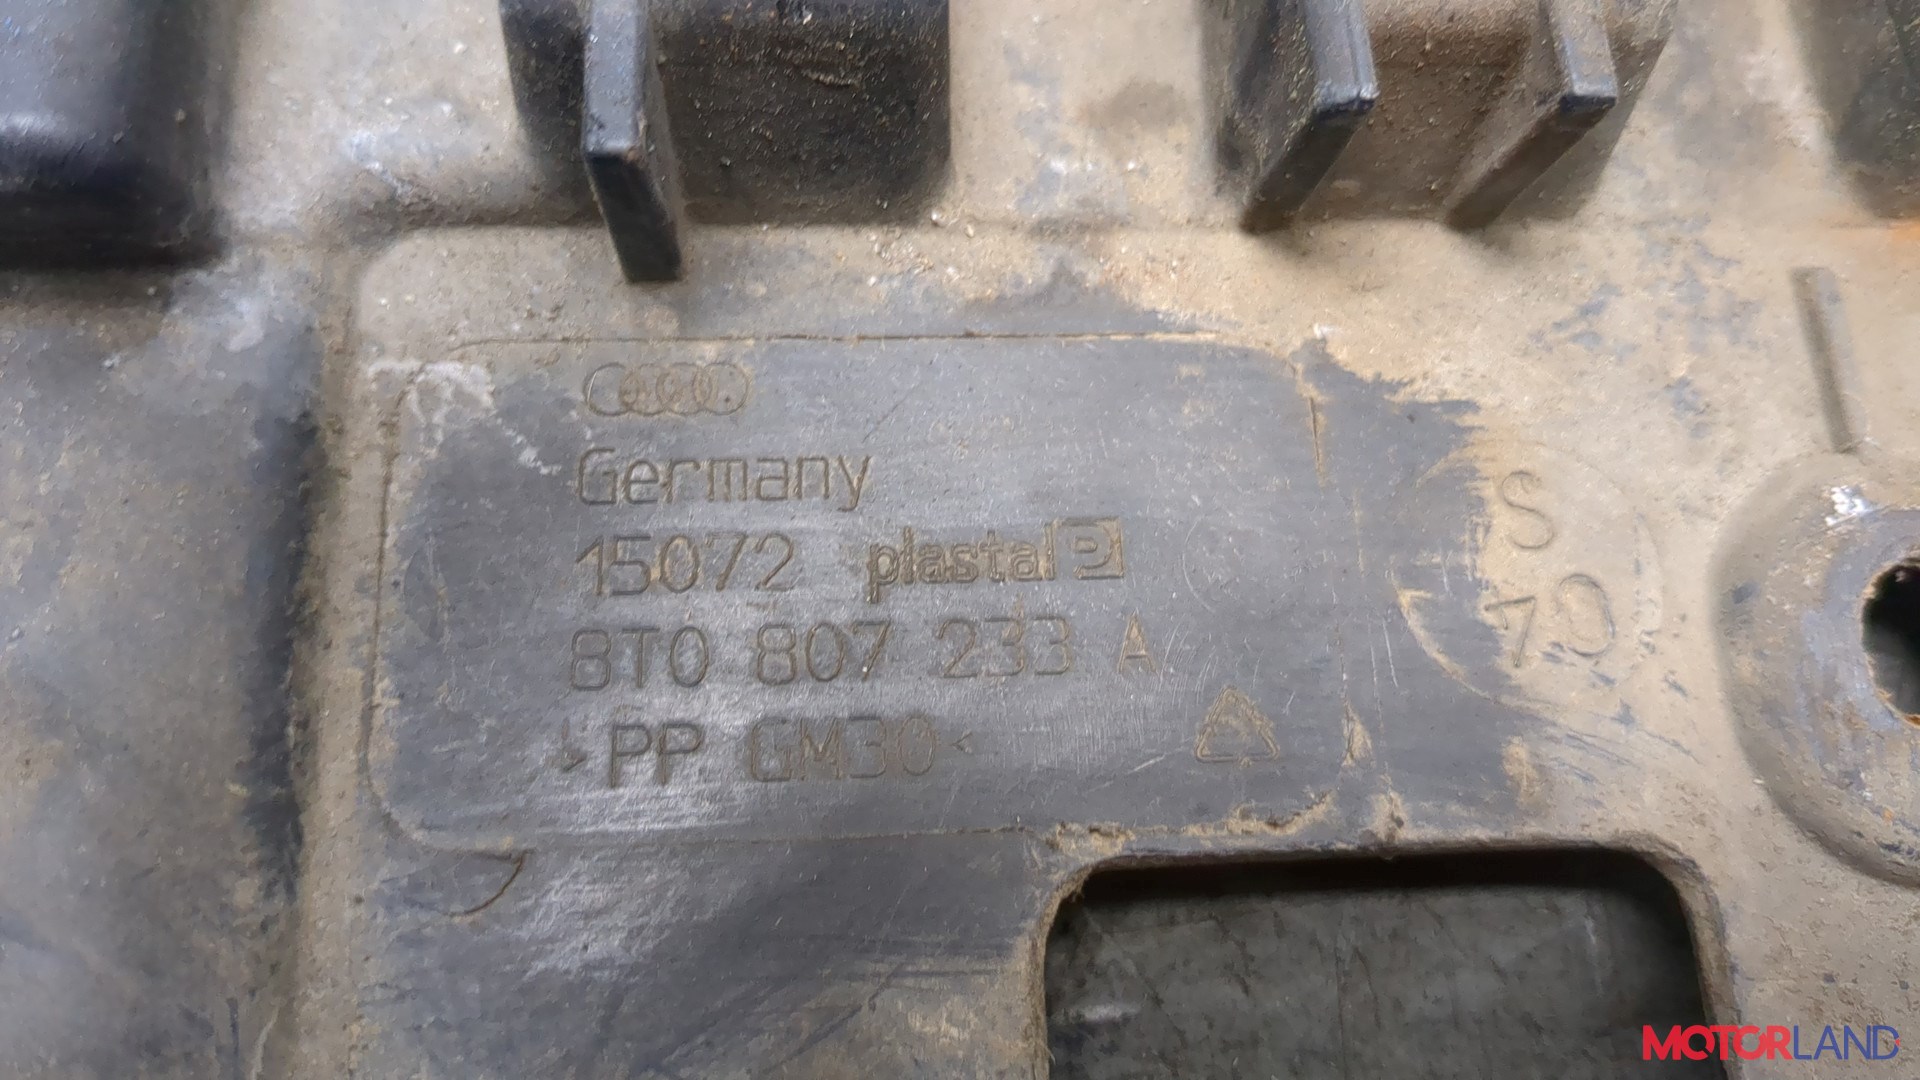 Germany
15072 plastal P
8T0 807 233 A
>PP GM30<
S
70
MOTORLAND